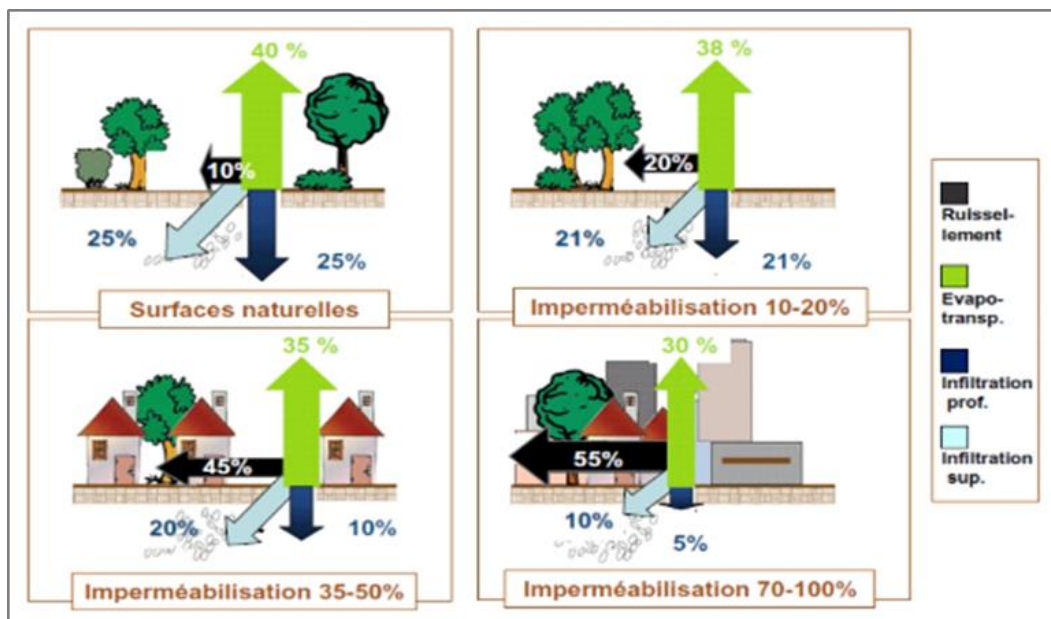 40 %
10%
25%
25%
Surfaces naturelles
38 %
20%
21%
21%
Imperméabilisation 10-20%
35 %
45%
20%
10%
Imperméabilisation 35-50%
30 %
55%
10%
5%
Imperméabilisation 70-100%
Ruissel-
lement
Evapo-
transp.
Infiltration
prof.
Infiltration
sup.